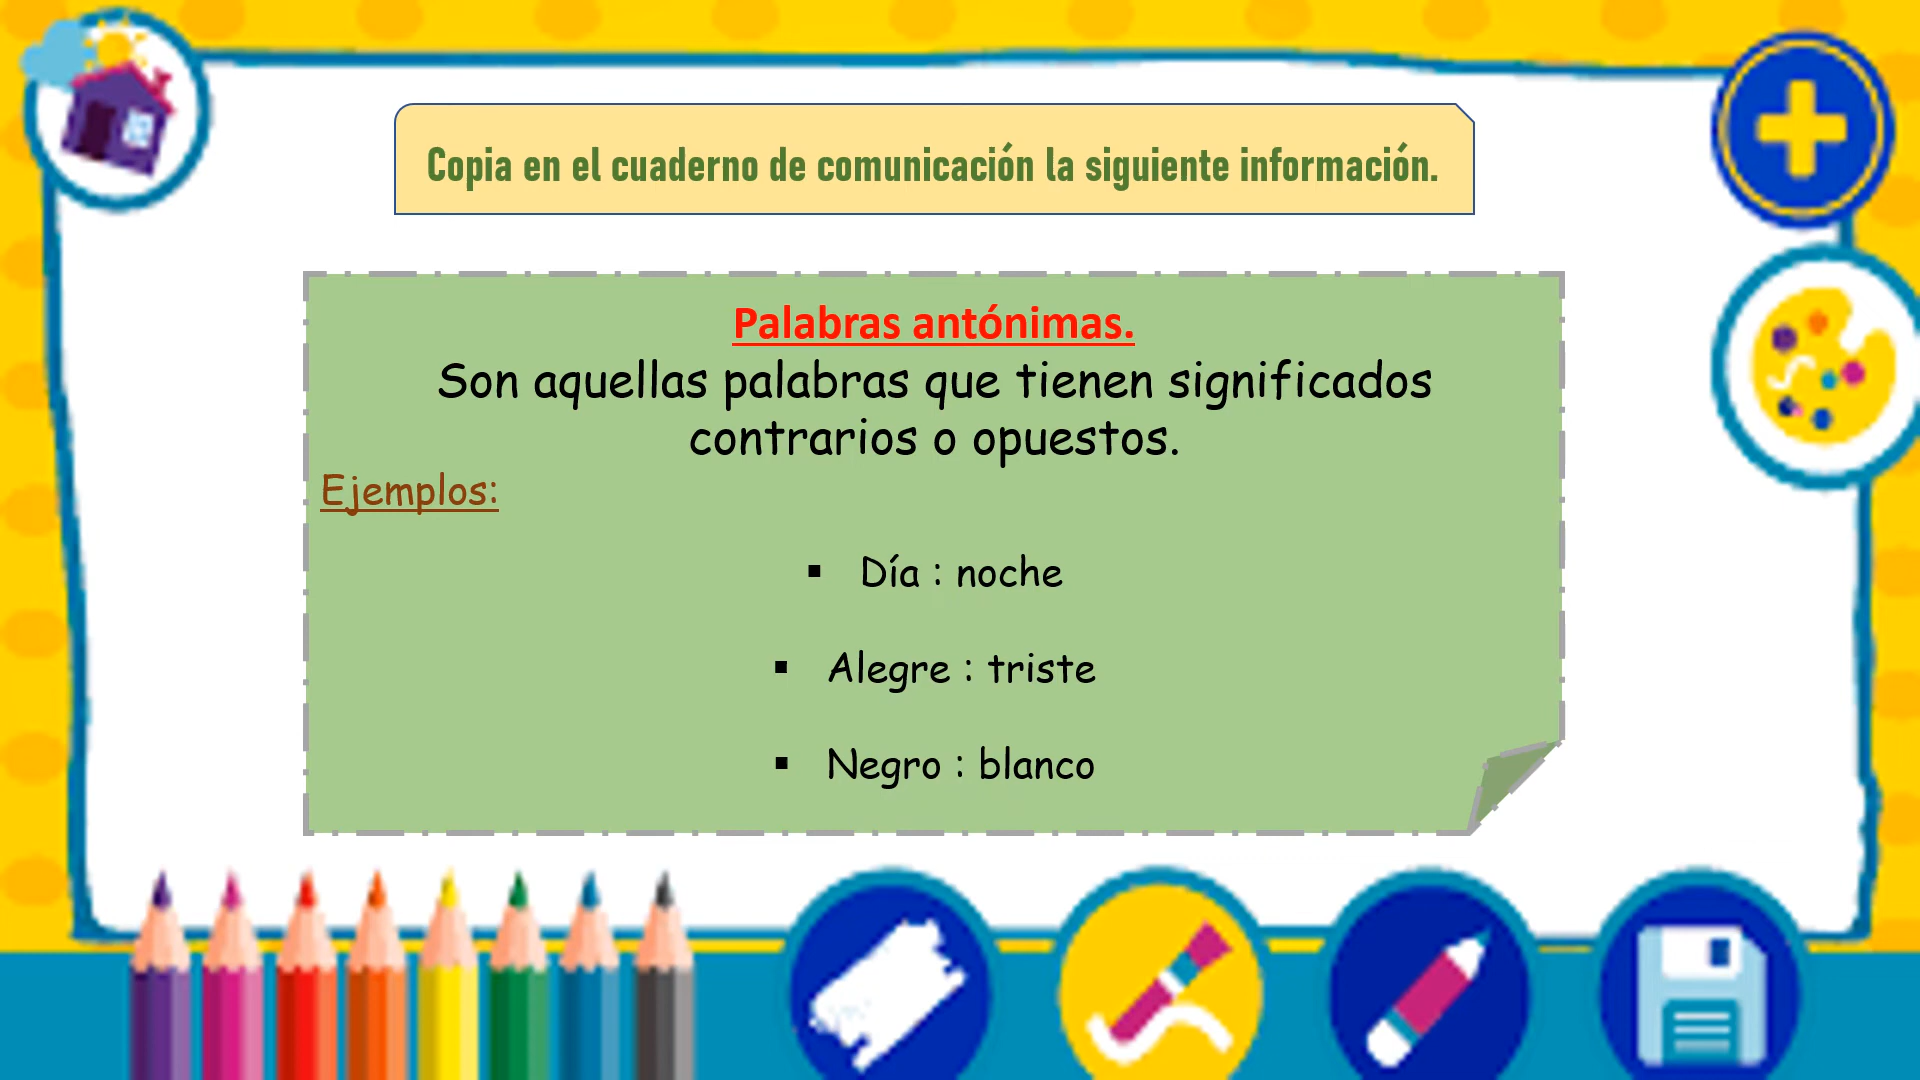 Copia en el cuaderno de comunicación la siguiente información.
Palabras antónimas.
Son aquellas palabras que tienen significados
contrarios o opuestos.
Ejemplos:
▪ Día : noche
▪ Alegre : triste
▪ Negro : blanco